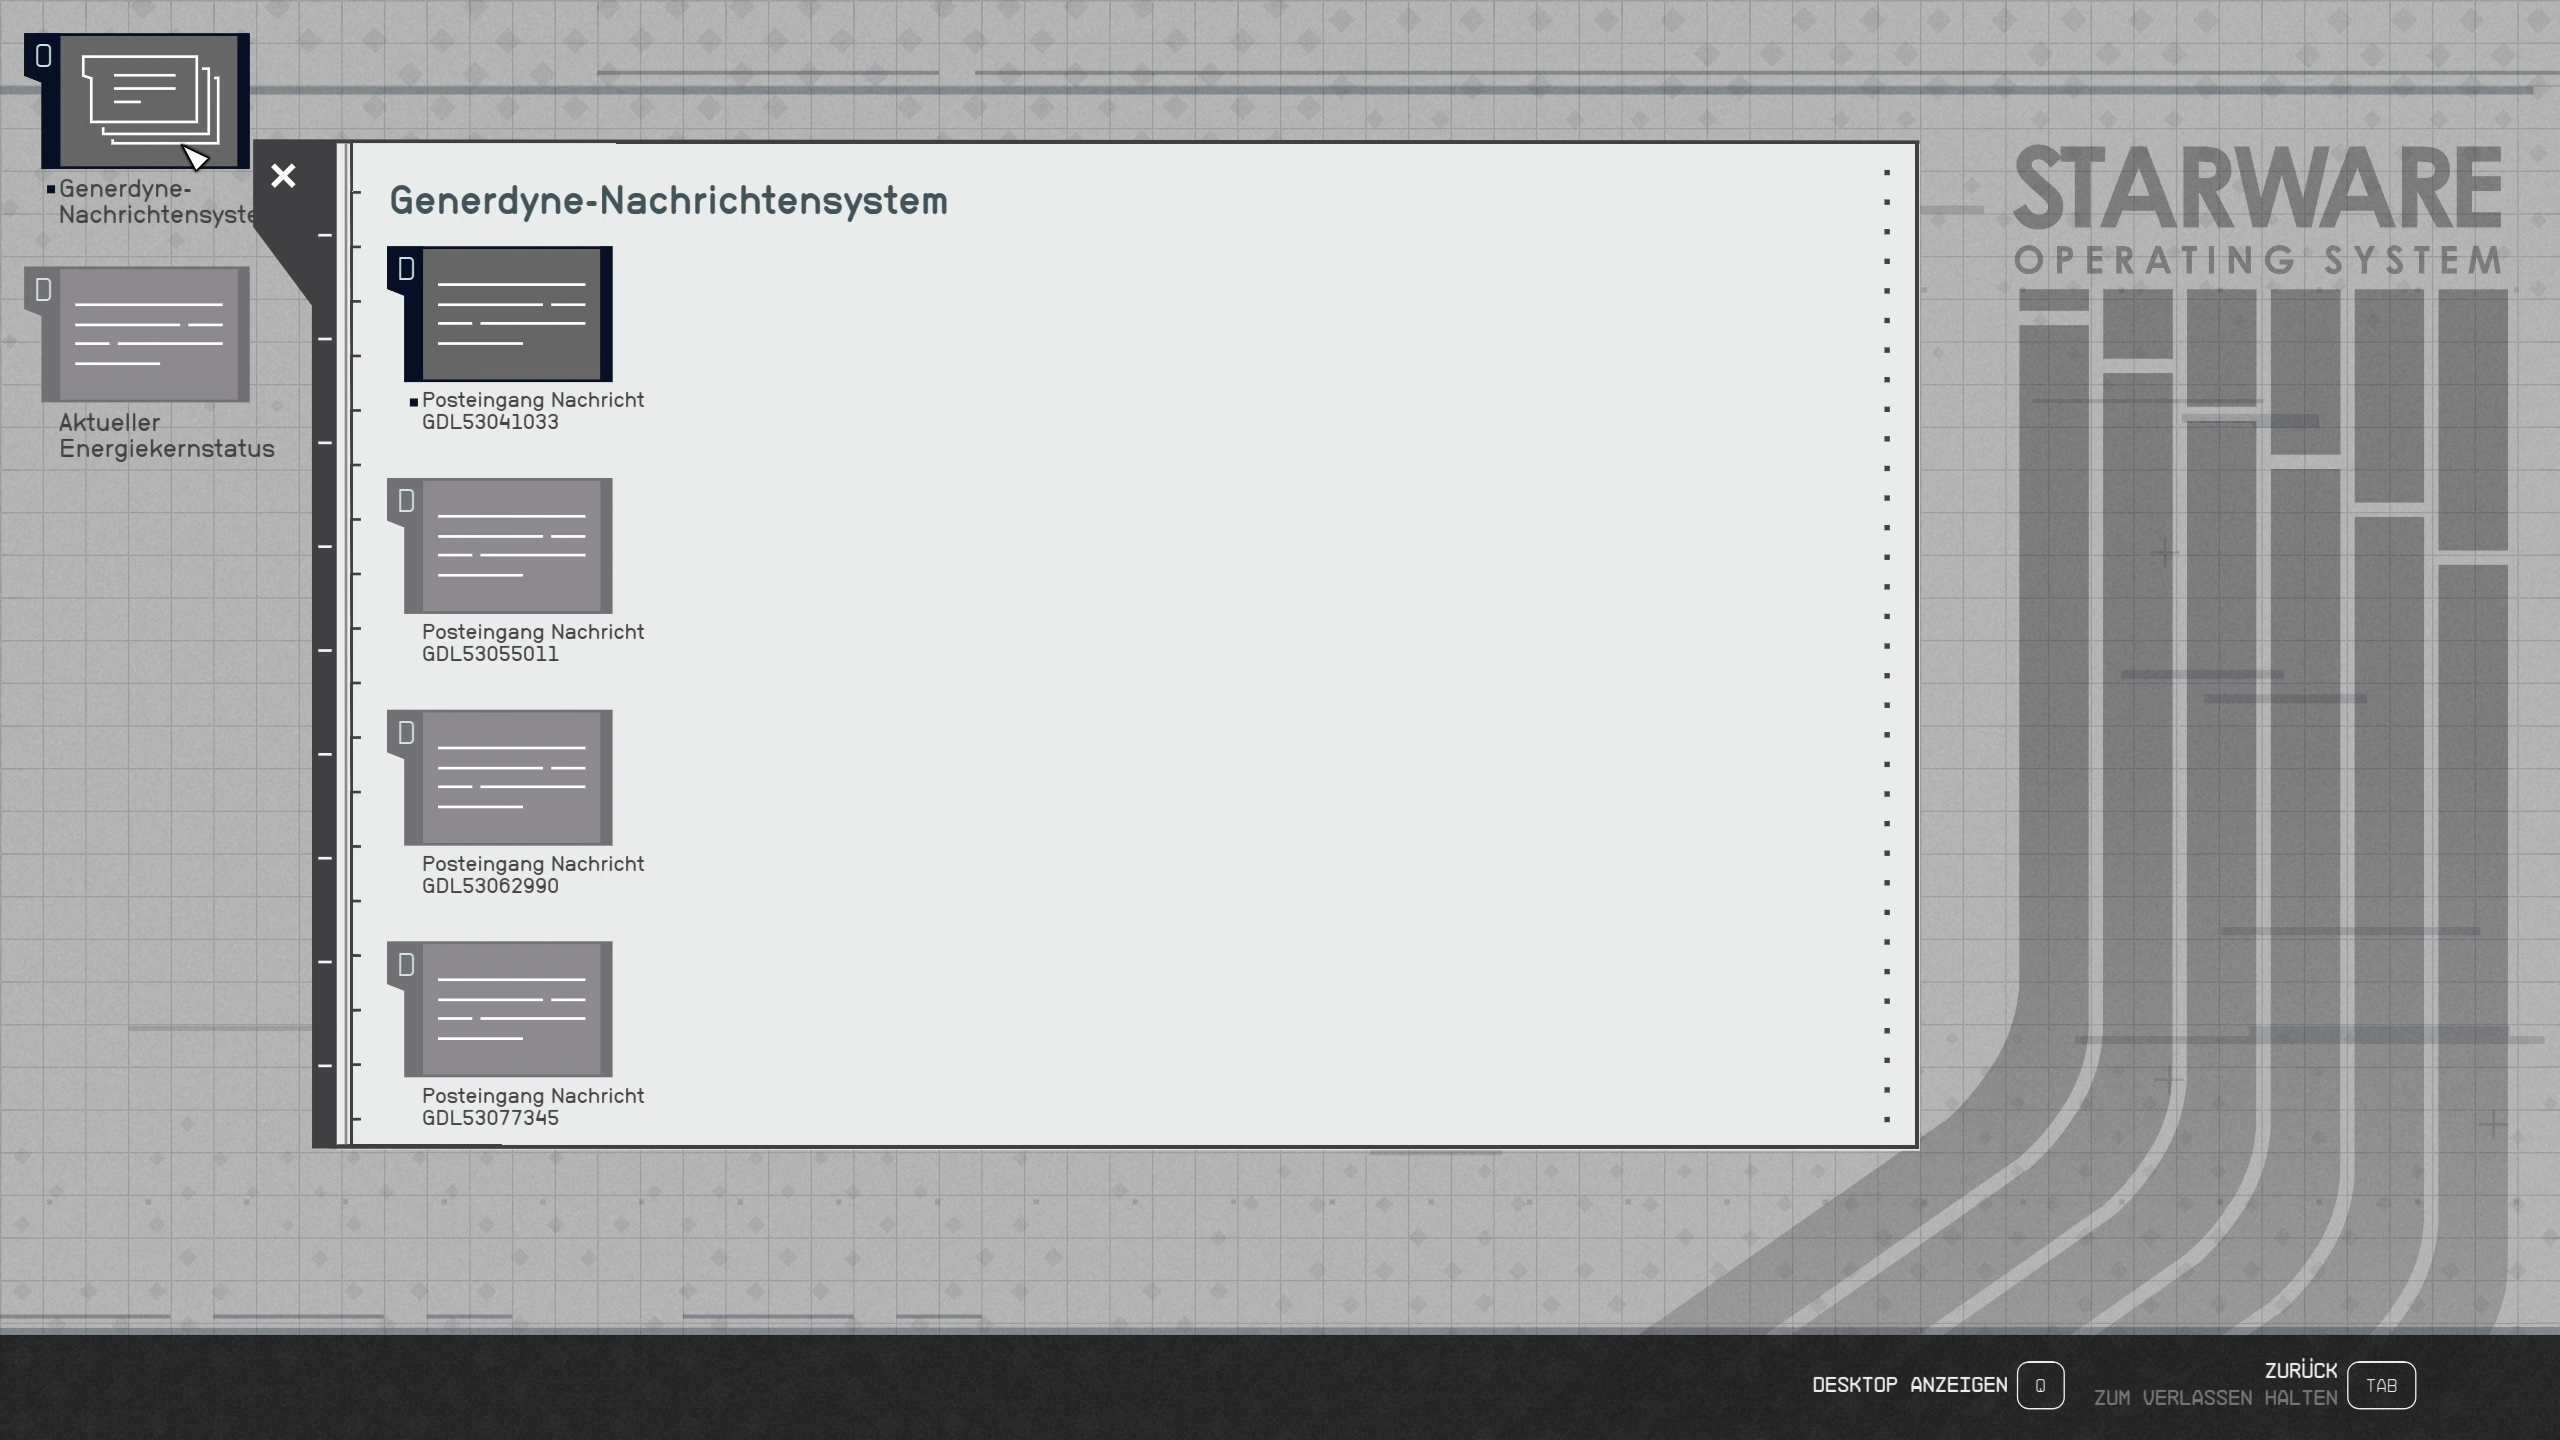 Generdyne-
Nachrichtensyste
Aktueller
Energiekernstatus
Generdyne-Nachrichtensystem
Posteingang Nachricht
GDL53041033
Posteingang Nachricht
GDL53055011
Posteingang Nachricht
GDL53062990
Posteingang Nachricht
GDL53077345
STARWARE
OPERATING SYSTEM
DESKTOP ANZEIGEN Q
ZURÜCK
ZUM VERLASSEN HALTEN TAB